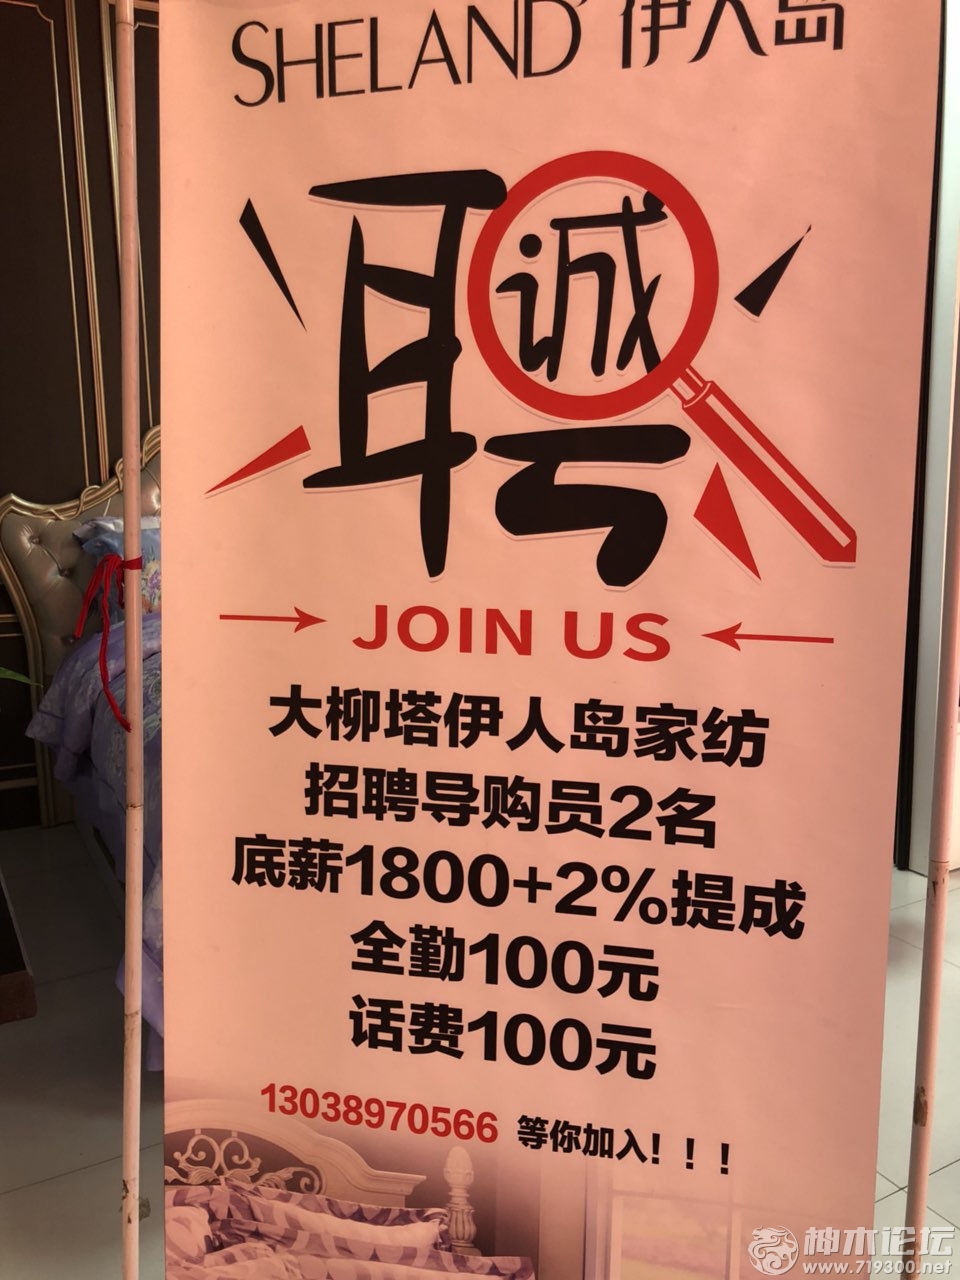 SHELAND 伊人岛
诚聘
JOIN US
大柳塔伊人岛家纺
招聘导购员2名
底薪1800+2%提成
全勤100元
话费100元
13038970566 等你加入！！！
神木论坛
www.719300.net